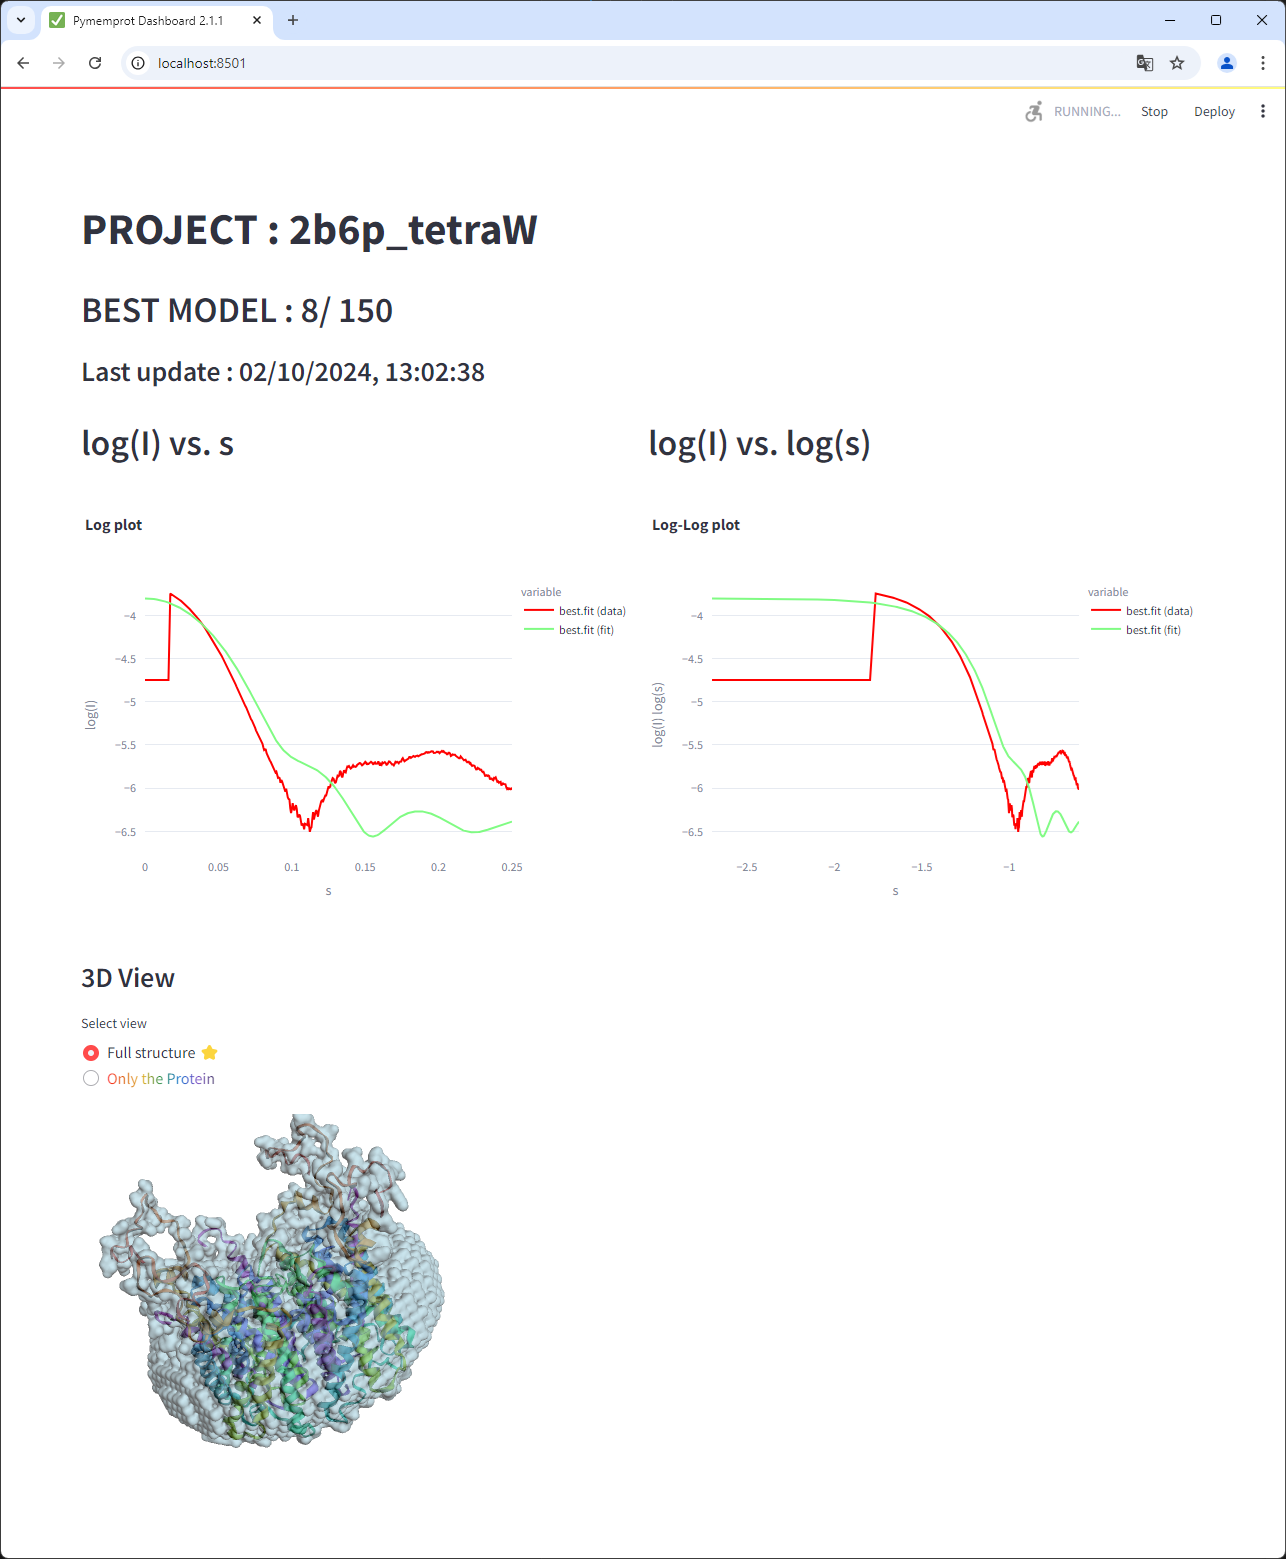 Pymemprot Dashboard 2.1.1
localhost:8501
RUNNING... Stop Deploy
PROJECT : 2b6p_tetraW
BEST MODEL : 8/ 150
Last update : 02/10/2024, 13:02:38
log(I) vs. s
log(I) vs. log(s)
Log plot
variable
best.fit (data)
best.fit (fit)
−4
−4.5
−5
−5.5
−6
−6.5
log(I)
0 0.05 0.1 0.15 0.2 0.25
s
Log-Log plot
variable
best.fit (data)
best.fit (fit)
−4
−4.5
−5
−5.5
−6
−6.5
log(I) log(s)
−2.5 −2 −1.5 −1
s
3D View
Select view
Full structure
Only the Protein